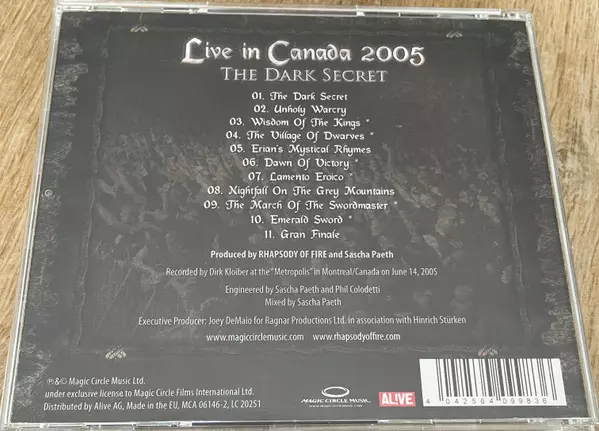 Live in Canada 2005
THE DARK SECRET
01. The Dark Secret
02. Unholy Warcry
03. Wisdom Of The Kings *
04. The Village Of Dwarves *
05. Erian's Mystical Rhymes
06. Dawn Of Victory *
07. Lamento Eroico *
08. Nightfall On The Grey Mountains
09. The March Of The Swordmaster *
10. Emerald Sword *
11. Gran Finale
Produced by RHAPSODY OF FIRE and Sascha Paeth
Recorded by Dirk Kloiber at the "Metropolis" in Montreal/Canada on June 14, 2005
Engineered by Sascha Paeth and Phil Colodetti
Mixed by Sascha Paeth
Executive Producer: Joey DeMaio for Ragnar Productions Ltd. in association with Hinrich Stürken
www.magiccirclemusic.com www.rhapsodyoffire.com
℗&© Magic Circle Music Ltd.
under exclusive license to Magic Circle Films International Ltd.
Distributed by Alive AG, Made in the EU, MCA 06146-2, LC 20251
MAGIC CIRCLE MUSIC
ALIVE
4 042564 099836